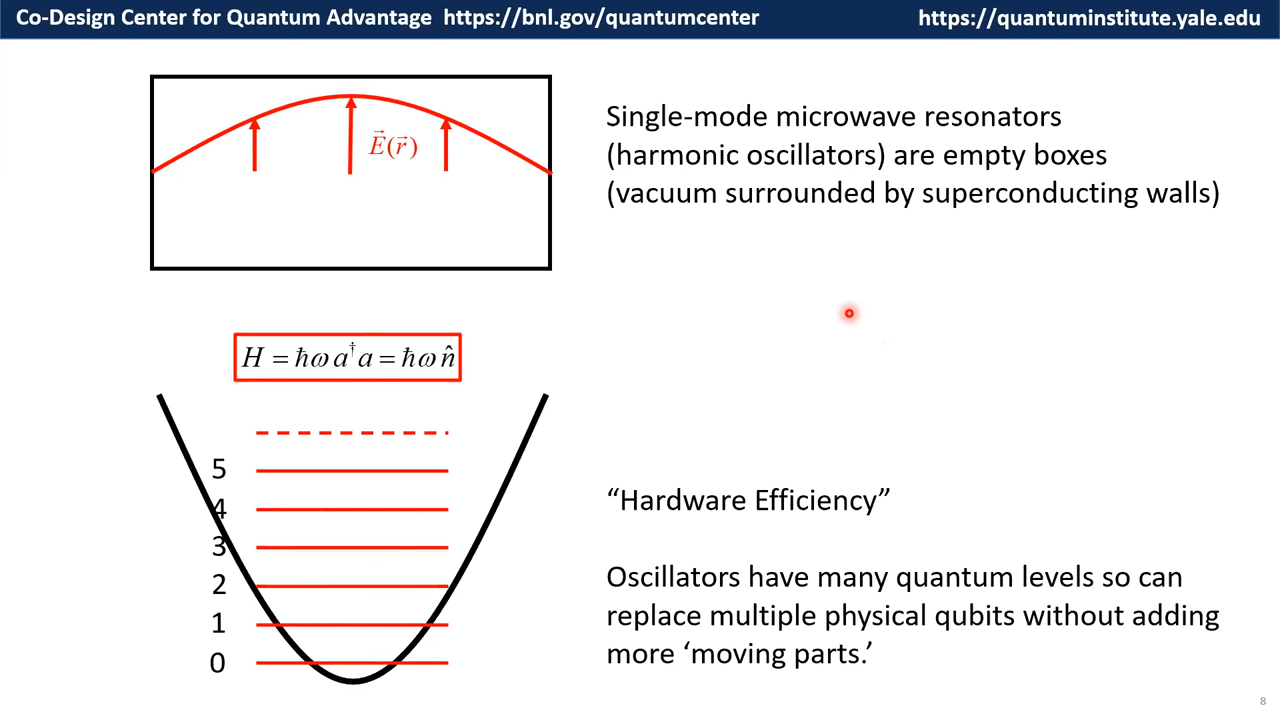 Co-Design Center for Quantum Advantage https://bnl.gov/quantumcenter https://quantuminstitute.yale.edu
Single-mode microwave resonators
(harmonic oscillators) are empty boxes
(vacuum surrounded by superconducting walls)
E⃗(r⃗)
H = ħω a†a = ħω n̂
5
4
3
2
1
0
“Hardware Efficiency”
Oscillators have many quantum levels so can
replace multiple physical qubits without adding
more ‘moving parts.’
8